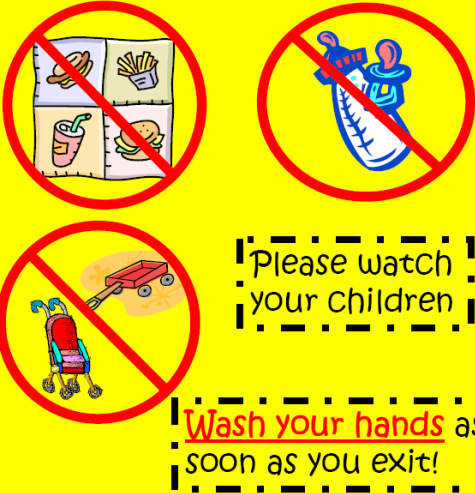 Please watch
your children
Wash your hands as
soon as you exit!